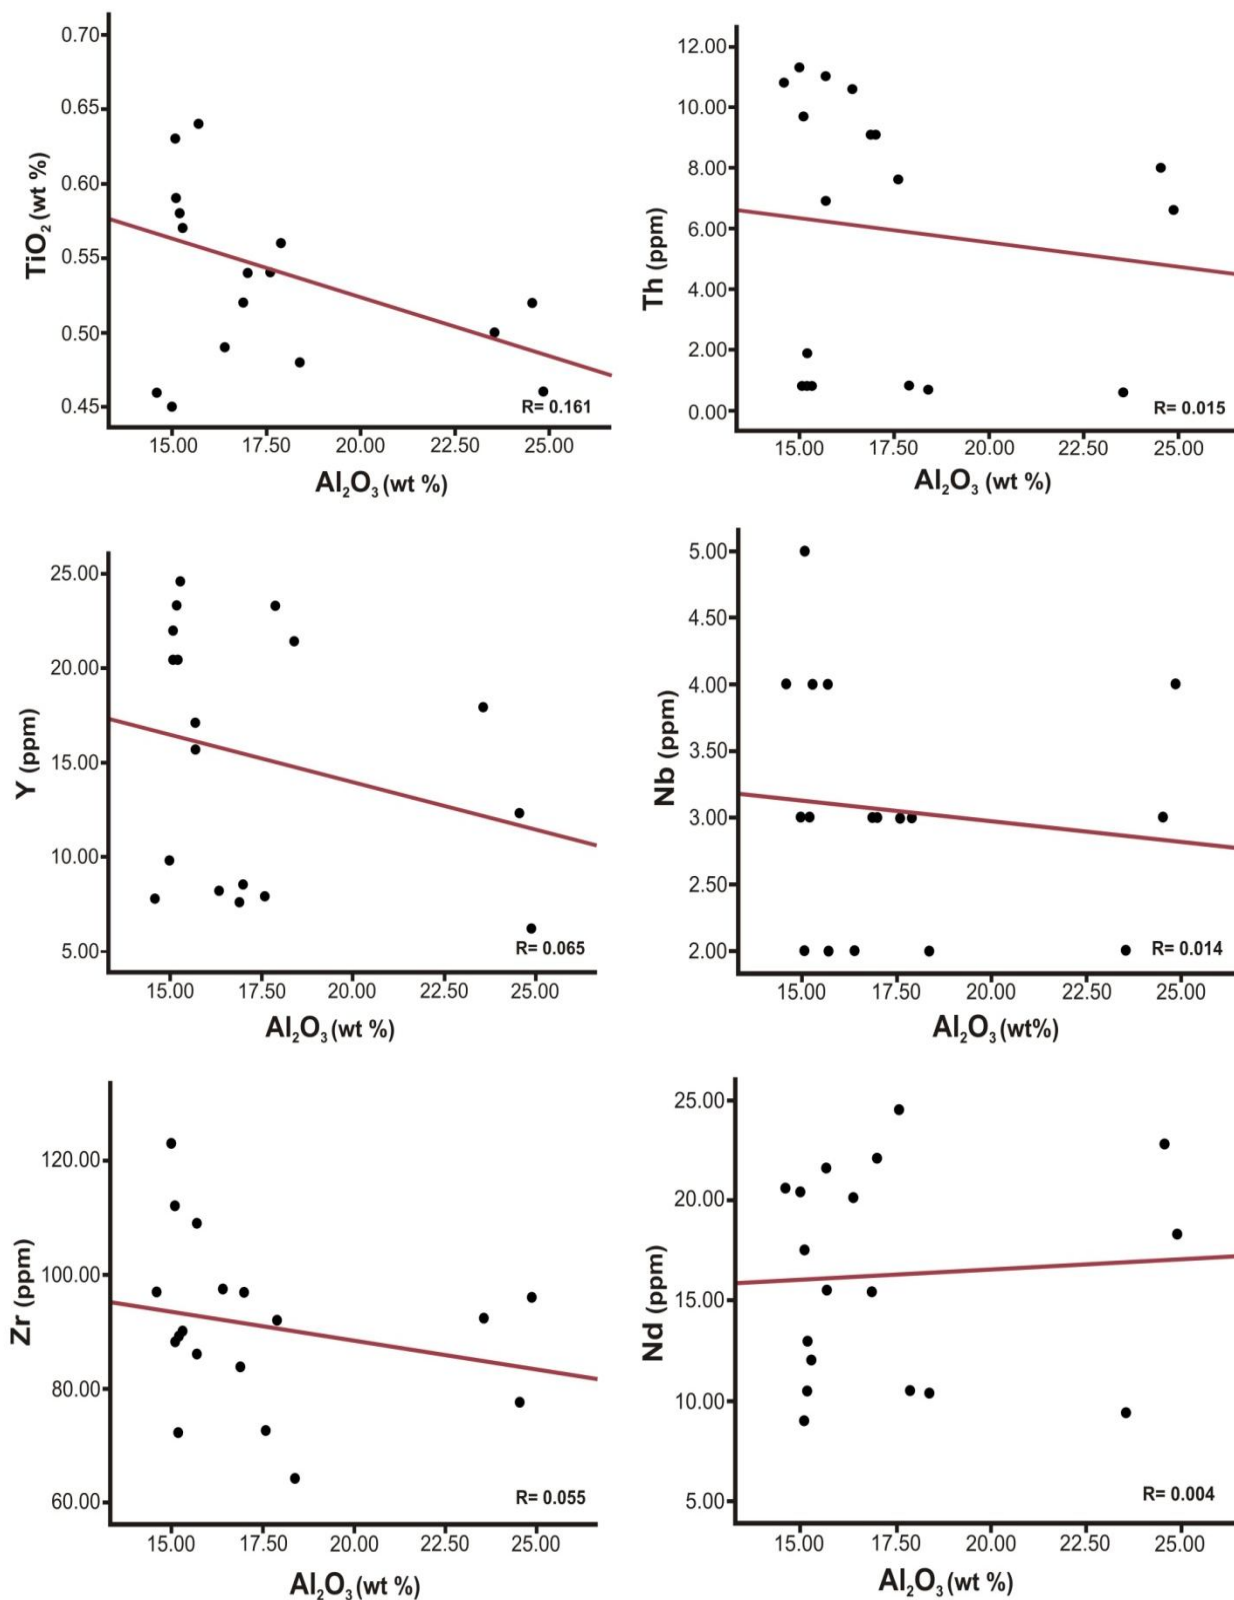 0.70
0.65
0.60
0.55
0.50
0.45
TiO₂ (wt %)
R= 0.161
15.00 17.50 20.00 22.50 25.00
Al₂O₃ (wt %)
12.00
10.00
8.00
6.00
4.00
2.00
0.00
Th (ppm)
R= 0.015
15.00 17.50 20.00 22.50 25.00
Al₂O₃ (wt %)
25.00
20.00
15.00
10.00
5.00
Y (ppm)
R= 0.065
15.00 17.50 20.00 22.50 25.00
Al₂O₃ (wt %)
5.00
4.50
4.00
3.50
3.00
2.50
2.00
Nb (ppm)
R= 0.014
15.00 17.50 20.00 22.50 25.00
Al₂O₃ (wt%)
120.00
100.00
80.00
60.00
Zr (ppm)
R= 0.055
15.00 17.50 20.00 22.50 25.00
Al₂O₃ (wt %)
25.00
20.00
15.00
10.00
5.00
Nd (ppm)
R= 0.004
15.00 17.50 20.00 22.50 25.00
Al₂O₃ (wt %)